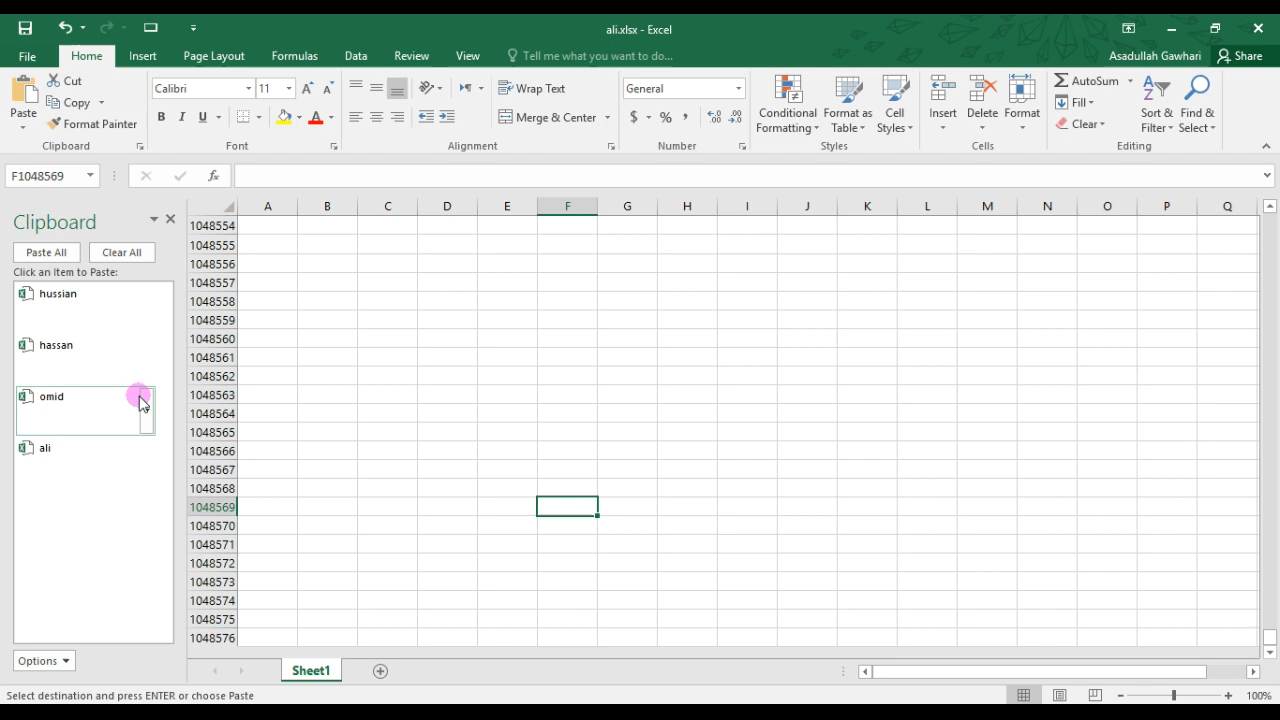 ali.xlsx - Excel
File Home Insert Page Layout Formulas Data Review View Tell me what you want to do... Asadullah Gawhari Share
Paste
Cut
Copy
Format Painter
Clipboard
Calibri 11
B I U A
Font
Wrap Text
Merge & Center
Alignment
General
$ % ,
Number
Conditional Formatting
Format as Table
Cell Styles
Styles
Insert Delete Format
Cells
AutoSum
Fill
Clear
Sort & Filter
Find & Select
Editing
F1048569
fx
Clipboard
Paste All Clear All
Click an Item to Paste:
hussian
hassan
omid
ali
Options
A B C D E F G H I J K L M N O P Q
1048554
1048555
1048556
1048557
1048558
1048559
1048560
1048561
1048562
1048563
1048564
1048565
1048566
1048567
1048568
1048569
1048570
1048571
1048572
1048573
1048574
1048575
1048576
Sheet1
Select destination and press ENTER or choose Paste
100%